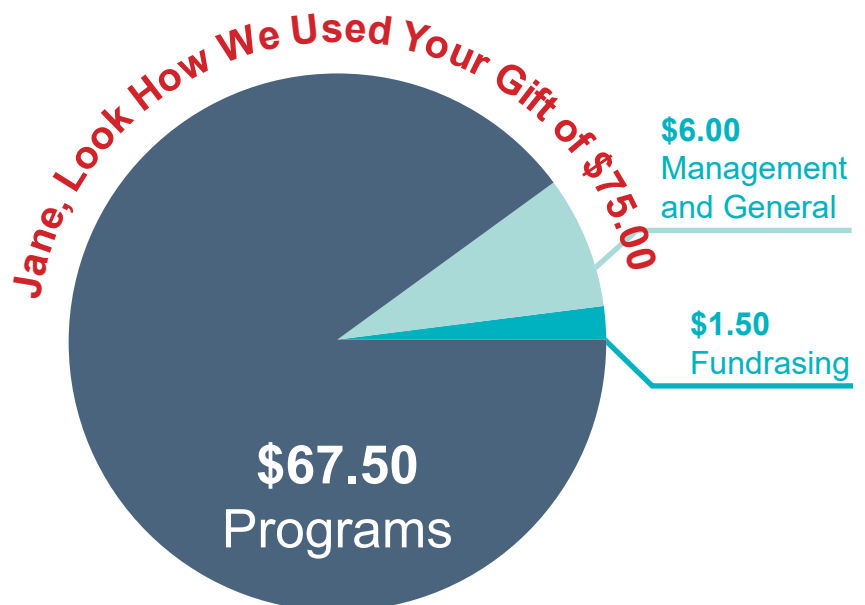 Jane, Look How We Used Your Gift of $75.00
$6.00
Management
and General
$1.50
Fundrasing
$67.50
Programs